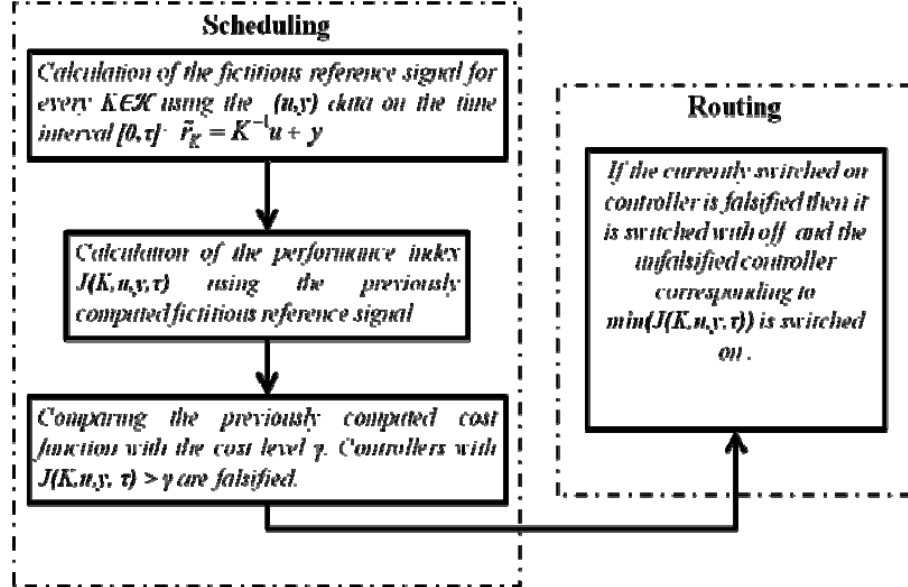 Scheduling
Calculation of the fictitious reference signal for
every K∈𝒦 using the (u,y) data on the time
interval [0,τ]· r̃_K = K⁻¹u + y
Calculation of the performance index
J(K,u,y,τ) using the previously
computed fictitious reference signal
Comparing the previously computed cost
function with the cost level γ. Controllers with
J(K,u,y, τ) > γ are falsified.
Routing
If the currently switched on
controller is falsified then it
is switched with off and the
unfalsified controller
corresponding to
min(J(K,u,y,τ)) is switched
on .